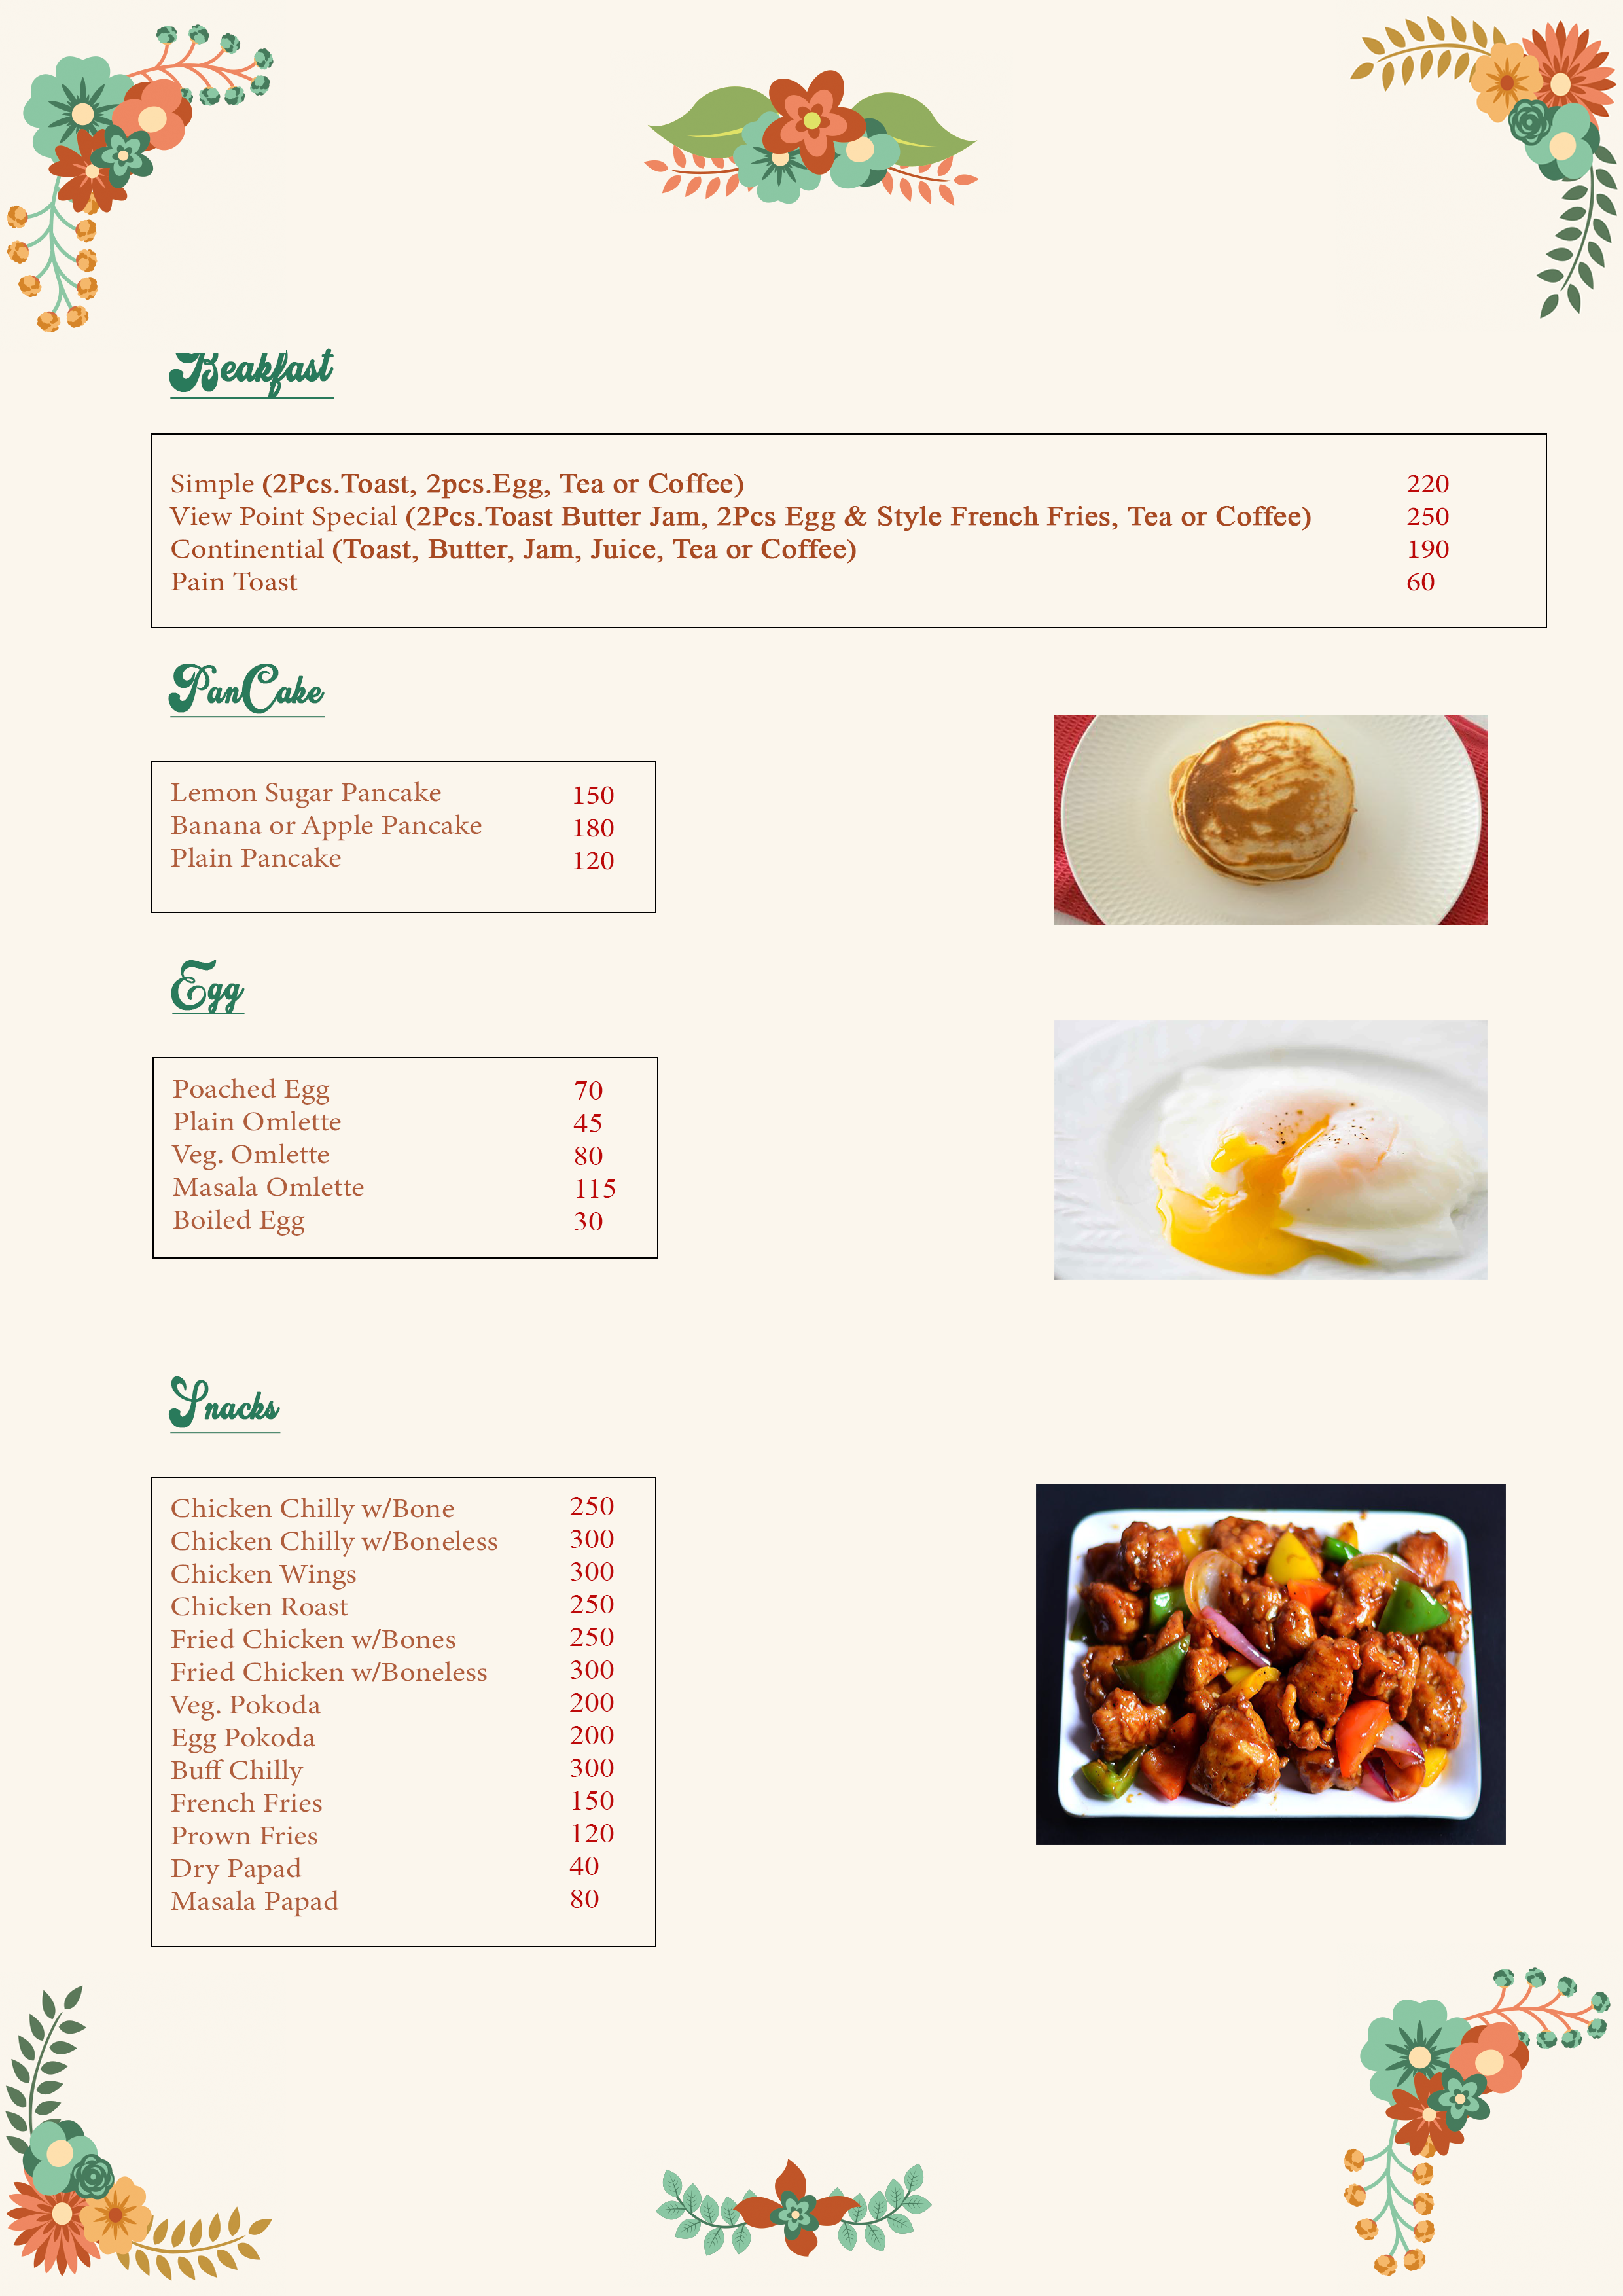 Beakfast
Simple (2Pcs.Toast, 2pcs.Egg, Tea or Coffee) 220
View Point Special (2Pcs.Toast Butter Jam, 2Pcs Egg & Style French Fries, Tea or Coffee) 250
Continential (Toast, Butter, Jam, Juice, Tea or Coffee) 190
Pain Toast 60
PanCake
Lemon Sugar Pancake 150
Banana or Apple Pancake 180
Plain Pancake 120
Egg
Poached Egg 70
Plain Omlette 45
Veg. Omlette 80
Masala Omlette 115
Boiled Egg 30
Snacks
Chicken Chilly w/Bone 250
Chicken Chilly w/Boneless 300
Chicken Wings 300
Chicken Roast 250
Fried Chicken w/Bones 250
Fried Chicken w/Boneless 300
Veg. Pokoda 200
Egg Pokoda 200
Buff Chilly 300
French Fries 150
Prown Fries 120
Dry Papad 40
Masala Papad 80